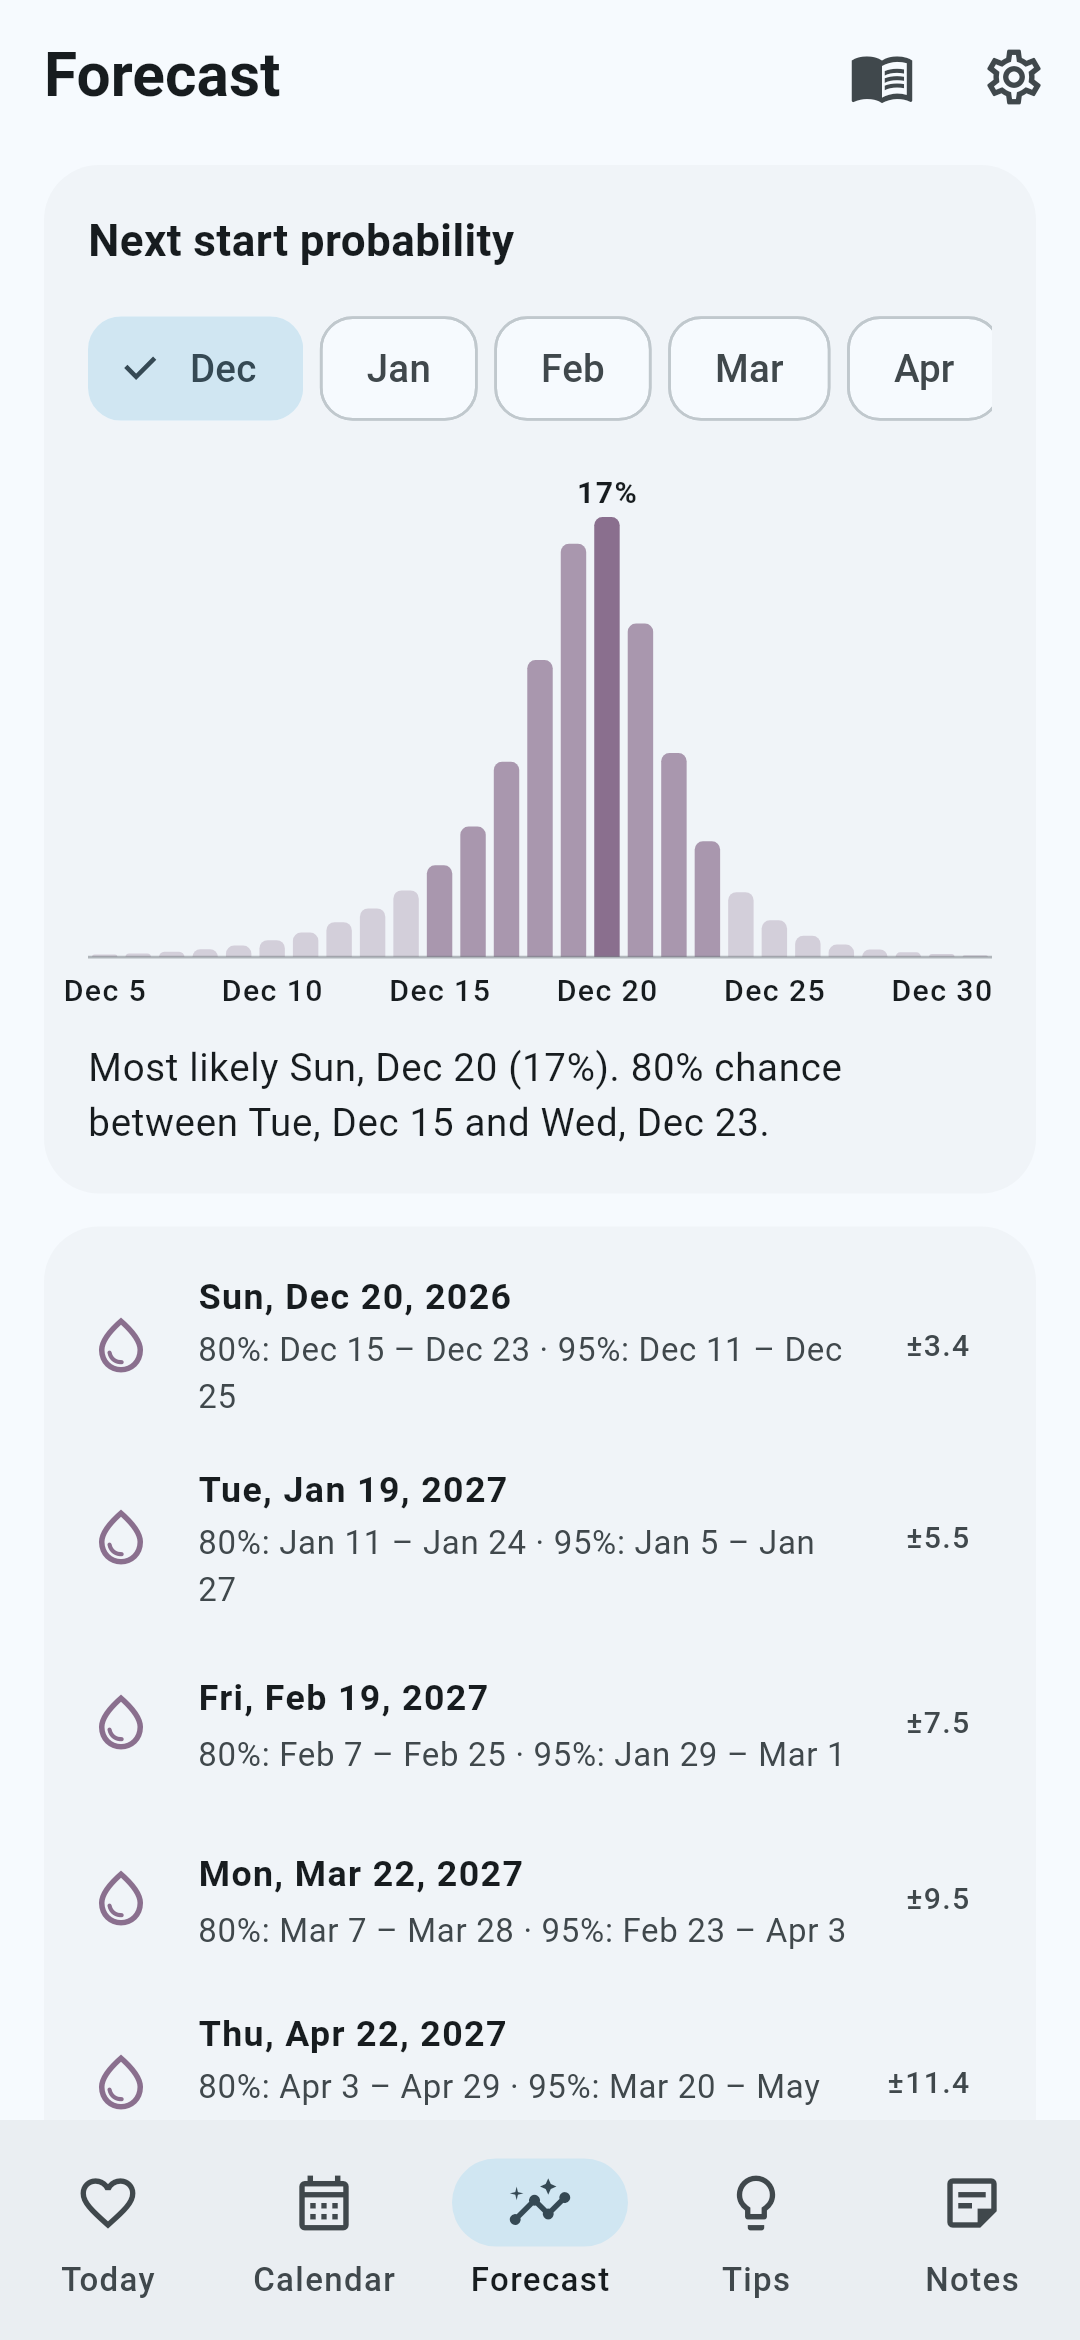 Forecast
Next start probability
Dec
Jan
Feb
Mar
Apr
17%
Dec 5
Dec 10
Dec 15
Dec 20
Dec 25
Dec 30
Most likely Sun, Dec 20 (17%). 80% chance
between Tue, Dec 15 and Wed, Dec 23.
Sun, Dec 20, 2026
80%: Dec 15 – Dec 23 · 95%: Dec 11 – Dec
25
±3.4
Tue, Jan 19, 2027
80%: Jan 11 – Jan 24 · 95%: Jan 5 – Jan
27
±5.5
Fri, Feb 19, 2027
80%: Feb 7 – Feb 25 · 95%: Jan 29 – Mar 1
±7.5
Mon, Mar 22, 2027
80%: Mar 7 – Mar 28 · 95%: Feb 23 – Apr 3
±9.5
Thu, Apr 22, 2027
80%: Apr 3 – Apr 29 · 95%: Mar 20 – May
±11.4
Today
Calendar
Forecast
Tips
Notes